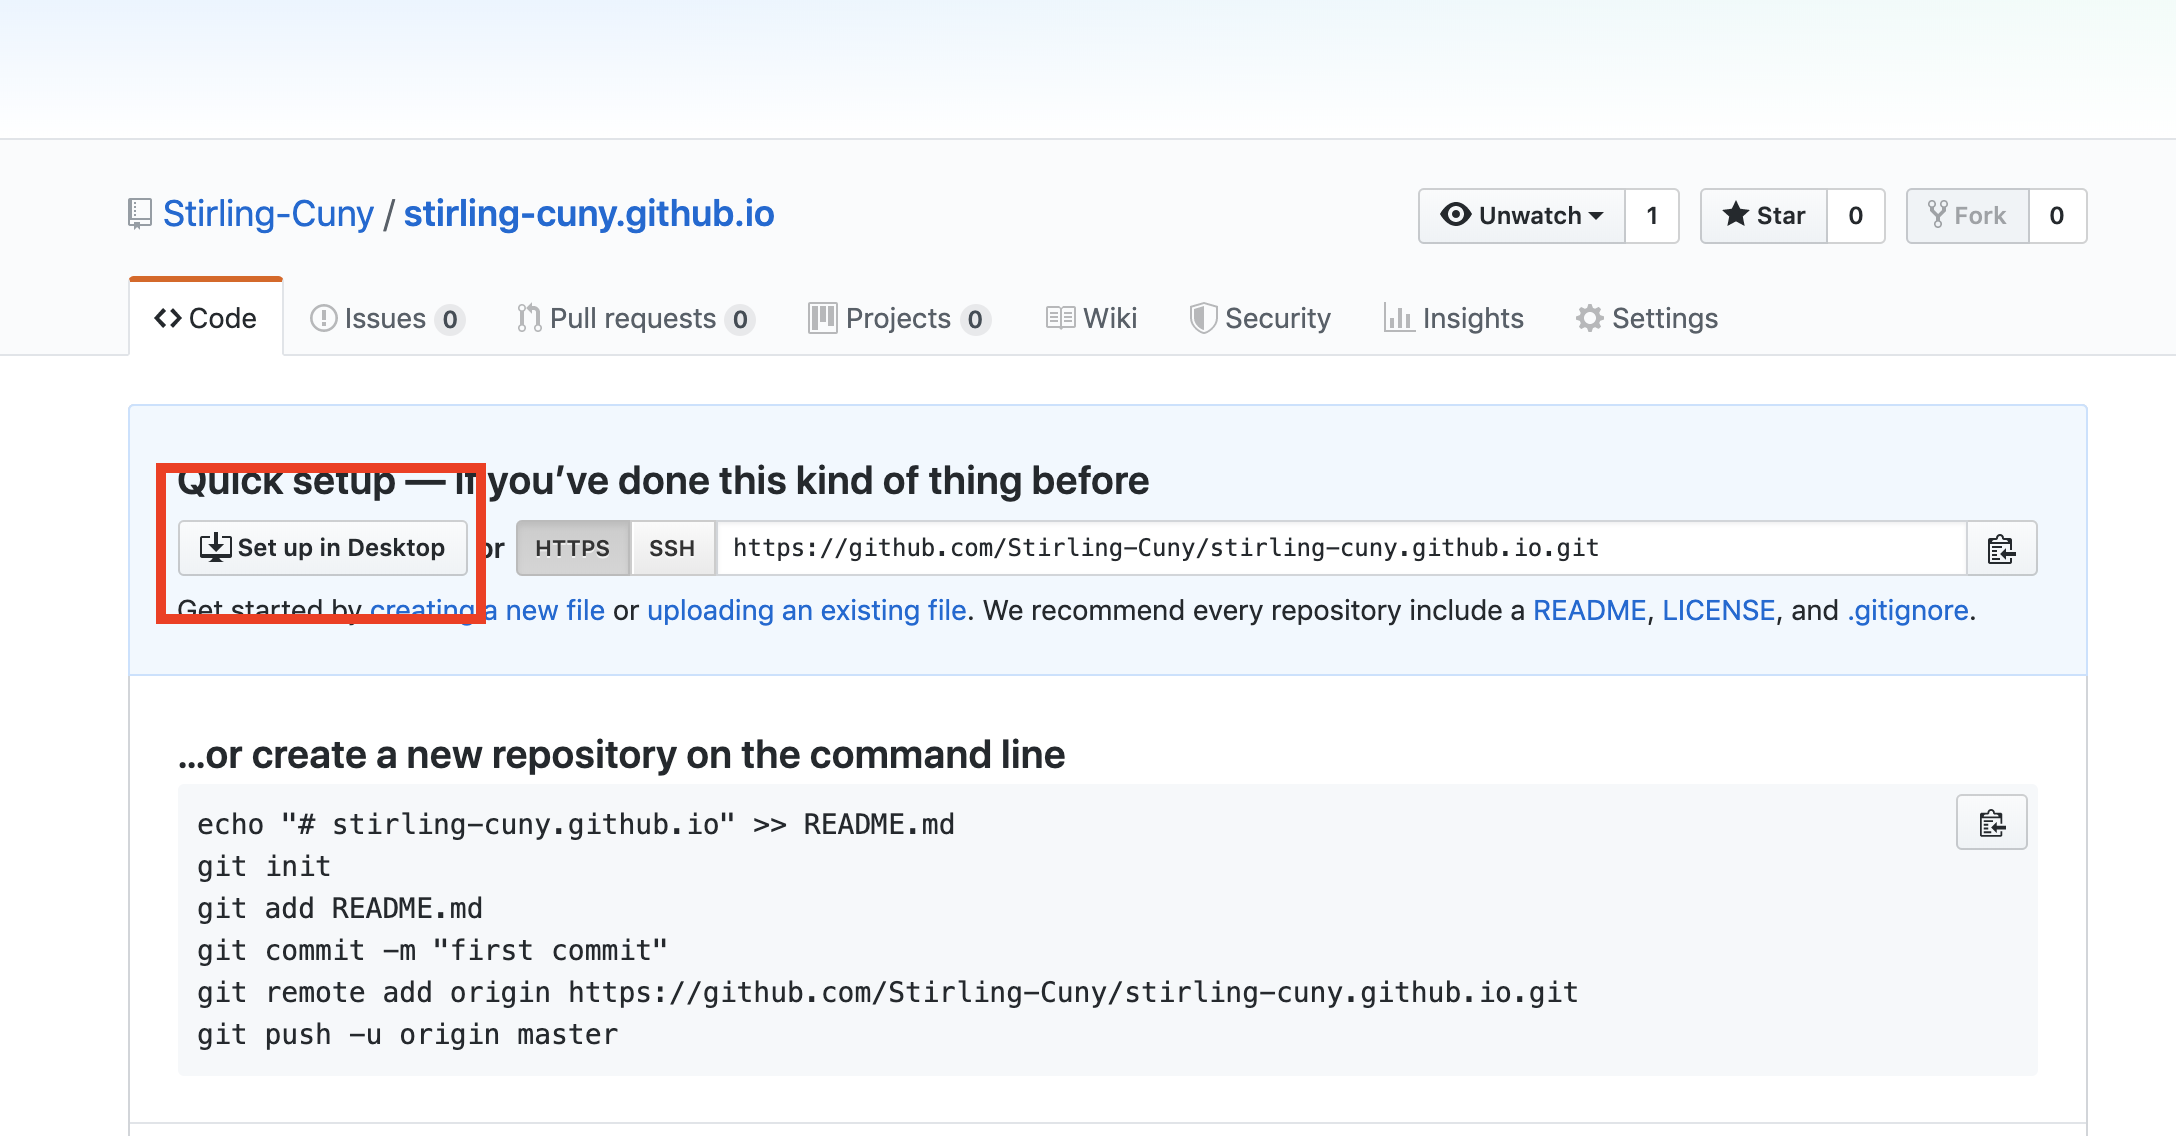 Stirling-Cuny / stirling-cuny.github.io
Unwatch 1 Star 0 Fork 0
Code Issues 0 Pull requests 0 Projects 0 Wiki Security Insights Settings
Quick setup — if you’ve done this kind of thing before
Set up in Desktop or HTTPS SSH https://github.com/Stirling-Cuny/stirling-cuny.github.io.git
Get started by creating a new file or uploading an existing file. We recommend every repository include a README, LICENSE, and .gitignore.
…or create a new repository on the command line
echo "# stirling-cuny.github.io" >> README.md
git init
git add README.md
git commit -m "first commit"
git remote add origin https://github.com/Stirling-Cuny/stirling-cuny.github.io.git
git push -u origin master